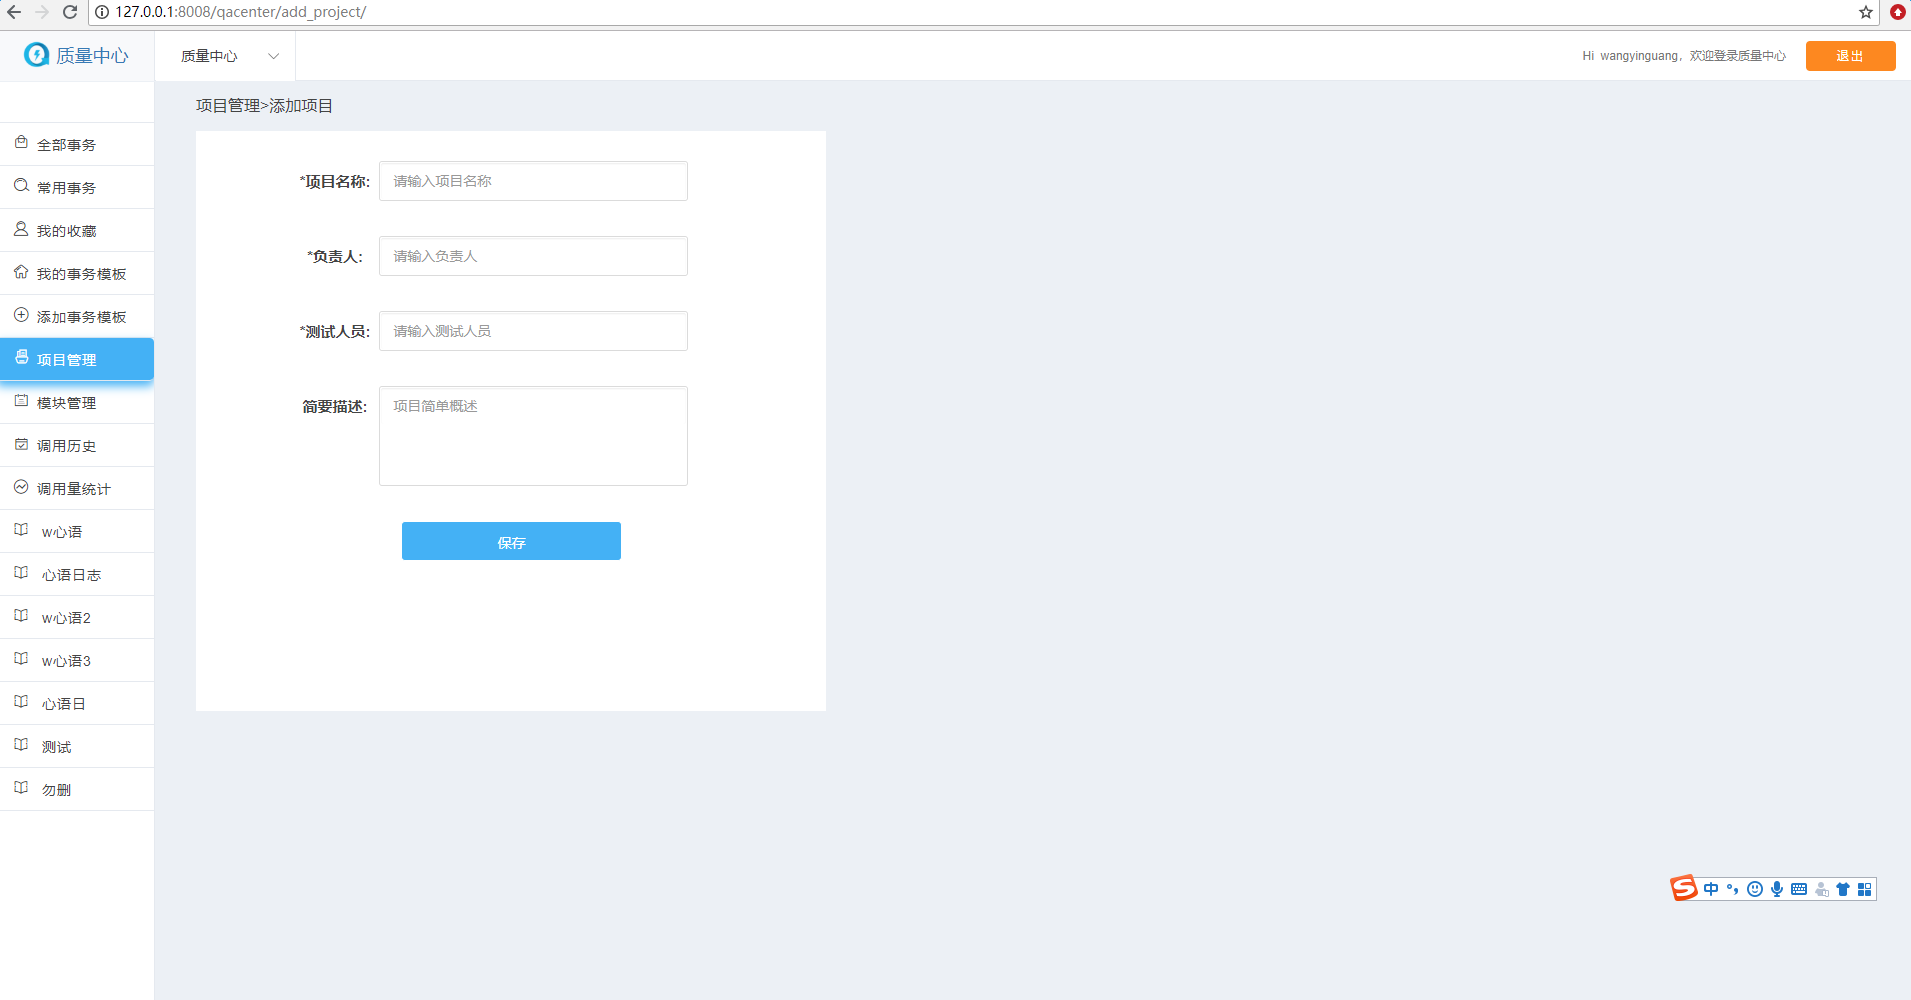 127.0.0.1:8008/qacenter/add_project/
质量中心
质量中心
Hi wangyinguang，欢迎登录质量中心
退出
项目管理>添加项目
全部事务
常用事务
我的收藏
我的事务模板
添加事务模板
项目管理
模块管理
调用历史
调用量统计
w心语
心语日志
w心语2
w心语3
心语日
测试
勿删
*项目名称:
请输入项目名称
*负责人:
请输入负责人
*测试人员:
请输入测试人员
简要描述:
项目简单概述
保存
S中